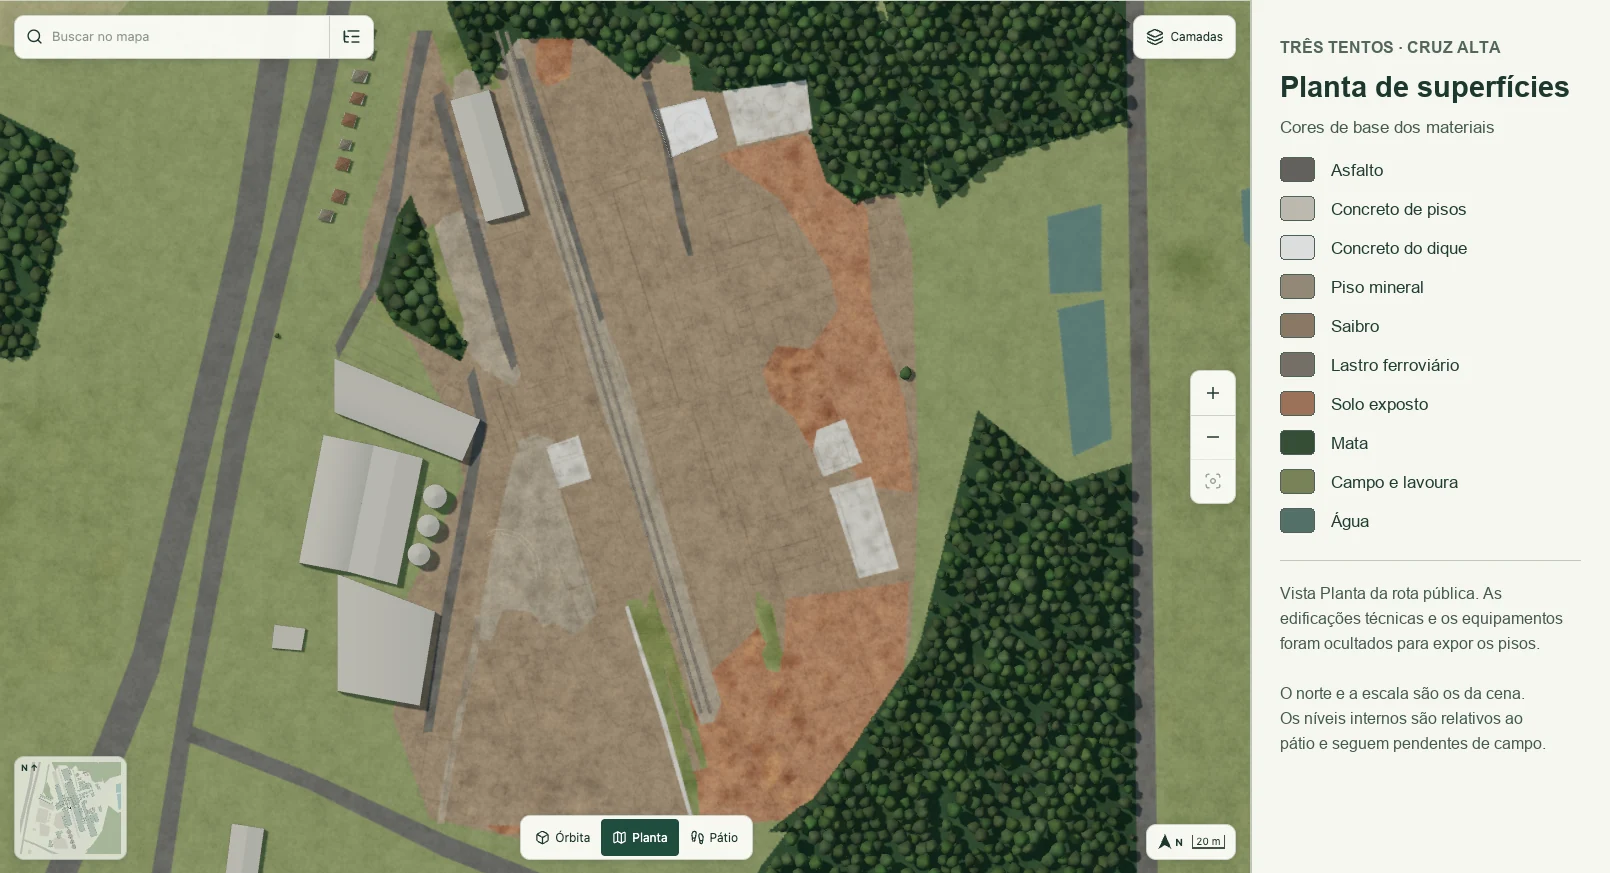 Buscar no mapa
Camadas
N
Órbita
Planta
Pátio
N
20 m
TRÊS TENTOS · CRUZ ALTA
Planta de superfícies
Cores de base dos materiais
Asfalto
Concreto de pisos
Concreto do dique
Piso mineral
Saibro
Lastro ferroviário
Solo exposto
Mata
Campo e lavoura
Água
Vista Planta da rota pública. As
edificações técnicas e os equipamentos
foram ocultados para expor os pisos.
O norte e a escala são os da cena.
Os níveis internos são relativos ao
pátio e seguem pendentes de campo.